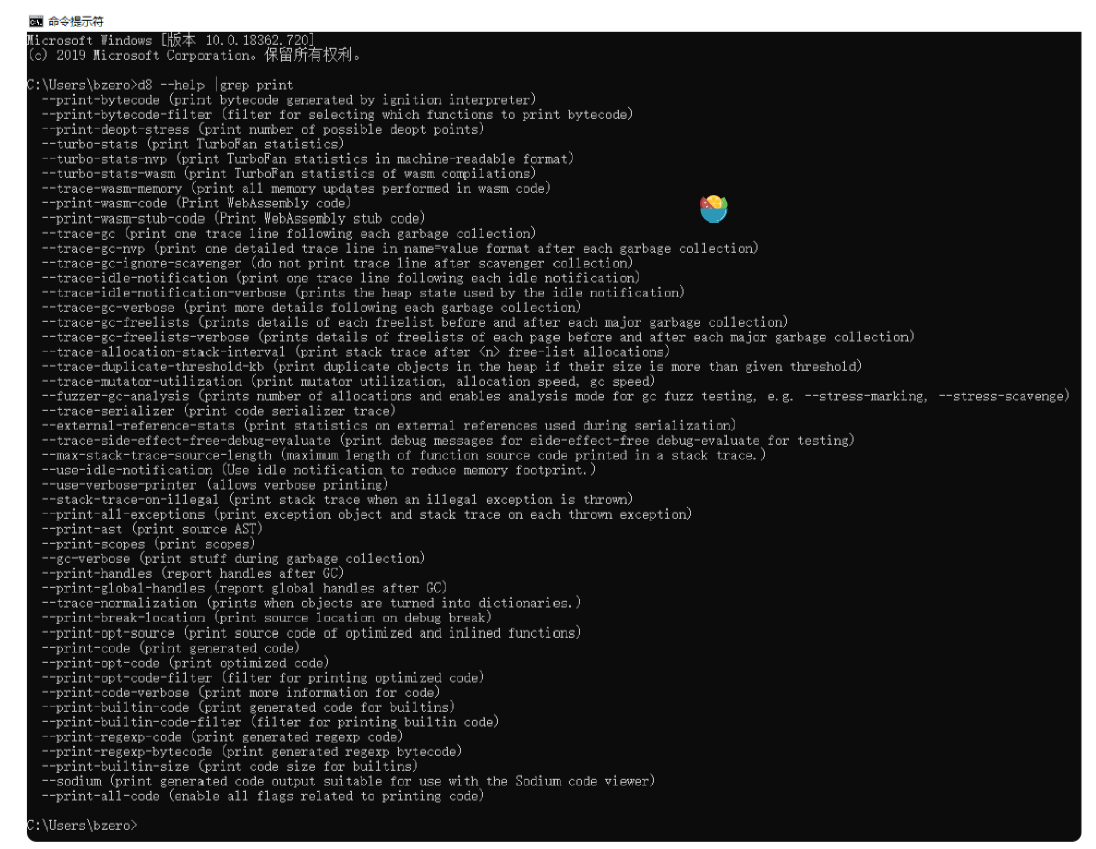 命令提示符
Microsoft Windows [版本 10.0.18362.720]
(c) 2019 Microsoft Corporation。保留所有权利。
C:\Users\bzero>d8 --help |grep print
--print-bytecode (print bytecode generated by ignition interpreter)
--print-bytecode-filter (filter for selecting which functions to print bytecode)
--print-deopt-stress (print number of possible deopt points)
--turbo-stats (print TurboFan statistics)
--turbo-stats-nvp (print TurboFan statistics in machine-readable format)
--turbo-stats-wasm (print TurboFan statistics of wasm compilations)
--trace-wasm-memory (print all memory updates performed in wasm code)
--print-wasm-code (Print WebAssembly code)
--print-wasm-stub-code (Print WebAssembly stub code)
--trace-gc (print one trace line following each garbage collection)
--trace-gc-nvp (print one detailed trace line in name=value format after each garbage collection)
--trace-gc-ignore-scavenger (do not print trace line after scavenger collection)
--trace-idle-notification (print one trace line following each idle notification)
--trace-idle-notification-verbose (prints the heap state used by the idle notification)
--trace-gc-verbose (print more details following each garbage collection)
--trace-gc-freelists (prints details of each freelist before and after each major garbage collection)
--trace-gc-freelists-verbose (prints details of freelists of each page before and after each major garbage collection)
--trace-allocation-stack-interval (print stack trace after <n> free-list allocations)
--trace-duplicate-threshold-kb (print duplicate objects in the heap if their size is more than given threshold)
--trace-mutator-utilization (print mutator utilization, allocation speed, gc speed)
--fuzzer-gc-analysis (prints number of allocations and enables analysis mode for gc fuzz testing, e.g. --stress-marking, --stress-scavenge)
--trace-serializer (print code serializer trace)
--external-reference-stats (print statistics on external references used during serialization)
--trace-side-effect-free-debug-evaluate (print debug messages for side-effect-free debug-evaluate for testing)
--max-stack-trace-source-length (maximum length of function source code printed in a stack trace.)
--use-idle-notification (Use idle notification to reduce memory footprint.)
--use-verbose-printer (allows verbose printing)
--stack-trace-on-illegal (print stack trace when an illegal exception is thrown)
--print-all-exceptions (print exception object and stack trace on each thrown exception)
--print-ast (print source AST)
--print-scopes (print scopes)
--gc-verbose (print stuff during garbage collection)
--print-handles (report handles after GC)
--print-global-handles (report global handles after GC)
--trace-normalization (prints when objects are turned into dictionaries.)
--print-break-location (print source location on debug break)
--print-opt-source (print source code of optimized and inlined functions)
--print-code (print generated code)
--print-opt-code (print optimized code)
--print-opt-code-filter (filter for printing optimized code)
--print-code-verbose (print more information for code)
--print-builtin-code (print generated code for builtins)
--print-builtin-code-filter (filter for printing builtin code)
--print-regexp-code (print generated regexp code)
--print-regexp-bytecode (print generated regexp bytecode)
--print-builtin-size (print code size for builtins)
--sodium (print generated code output suitable for use with the Sodium code viewer)
--print-all-code (enable all flags related to printing code)
C:\Users\bzero>